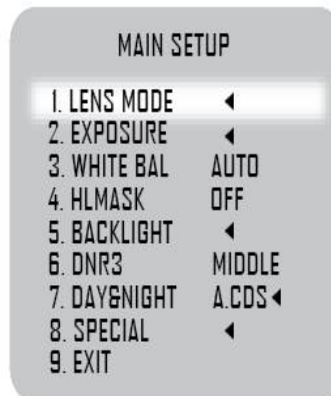 MAIN SETUP
1. LENS MODE ◀
2. EXPOSURE ◀
3. WHITE BAL AUTO
4. HLMASK OFF
5. BACKLIGHT ◀
6. DNR3 MIDDLE
7. DAY&NIGHT A.CDS◀
8. SPECIAL ◀
9. EXIT